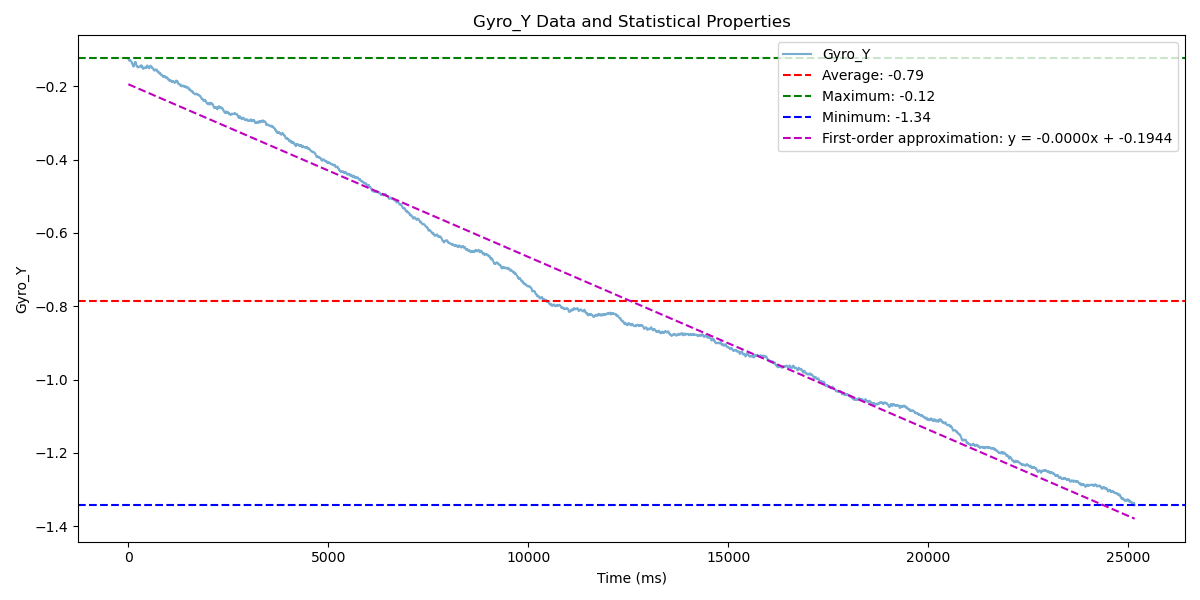 Gyro_Y Data and Statistical Properties
Gyro_Y
Average: -0.79
Maximum: -0.12
Minimum: -1.34
First-order approximation: y = -0.0000x + -0.1944
Gyro_Y
−0.2
−0.4
−0.6
−0.8
−1.0
−1.2
−1.4
0 5000 10000 15000 20000 25000
Time (ms)